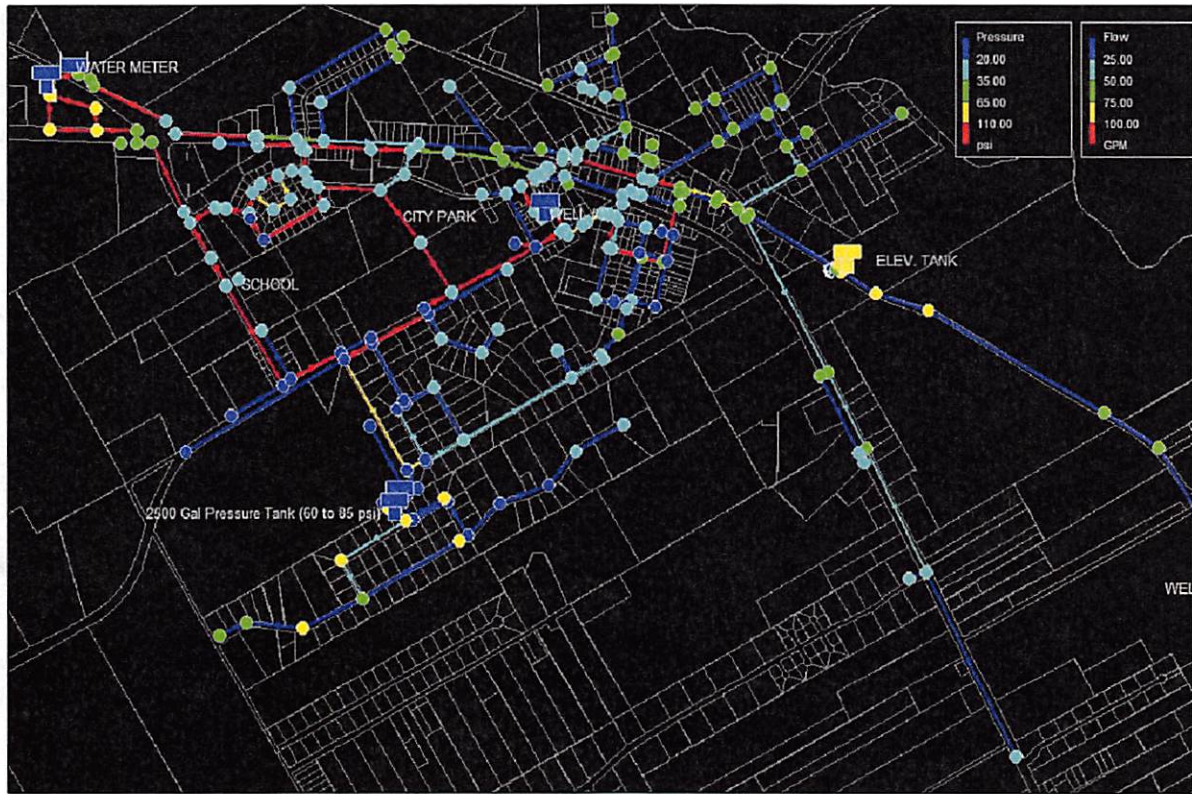 Pressure
20.00
35.00
65.00
110.00
psi
Flow
25.00
50.00
75.00
100.00
GPM
WATER METER
CITY PARK
ELEV. TANK
SCHOOL
2500 Gal Pressure Tank (60 to 85 psi)
WEL